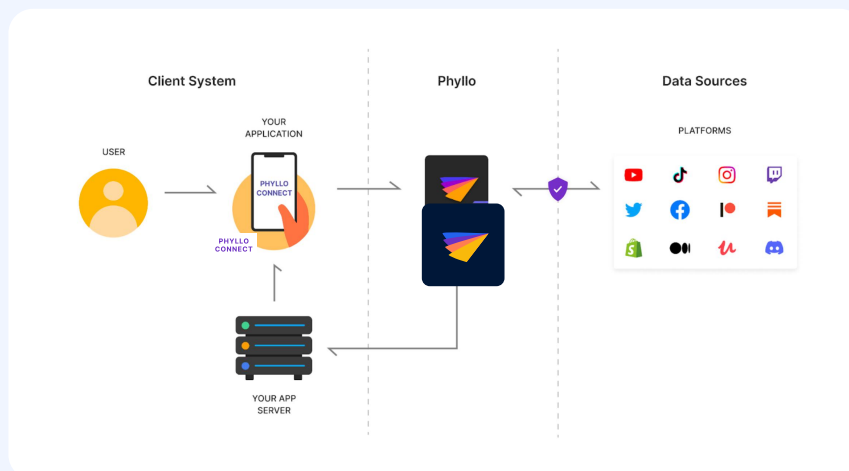 Client System
Phyllo
Data Sources
YOUR
APPLICATION
PLATFORMS
USER
PHYLLO
CONNECT
PHYLLO
CONNECT
YOUR APP
SERVER